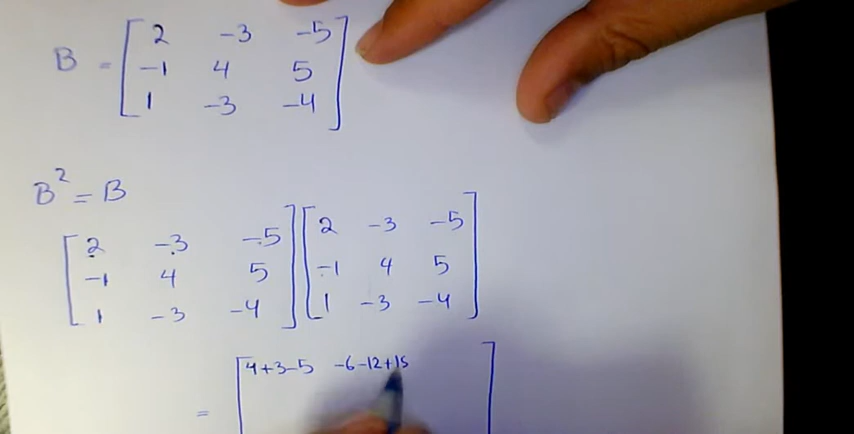 B = [ 2 -3 -5 ]
[ -1 4 5 ]
[ 1 -3 -4 ]
B² = B
[ 2 -3 -5 ] [ 2 -3 -5 ]
[ -1 4 5 ] [ -1 4 5 ]
[ 1 -3 -4 ] [ 1 -3 -4 ]
= [ 4+3-5 -6-12+15 ]